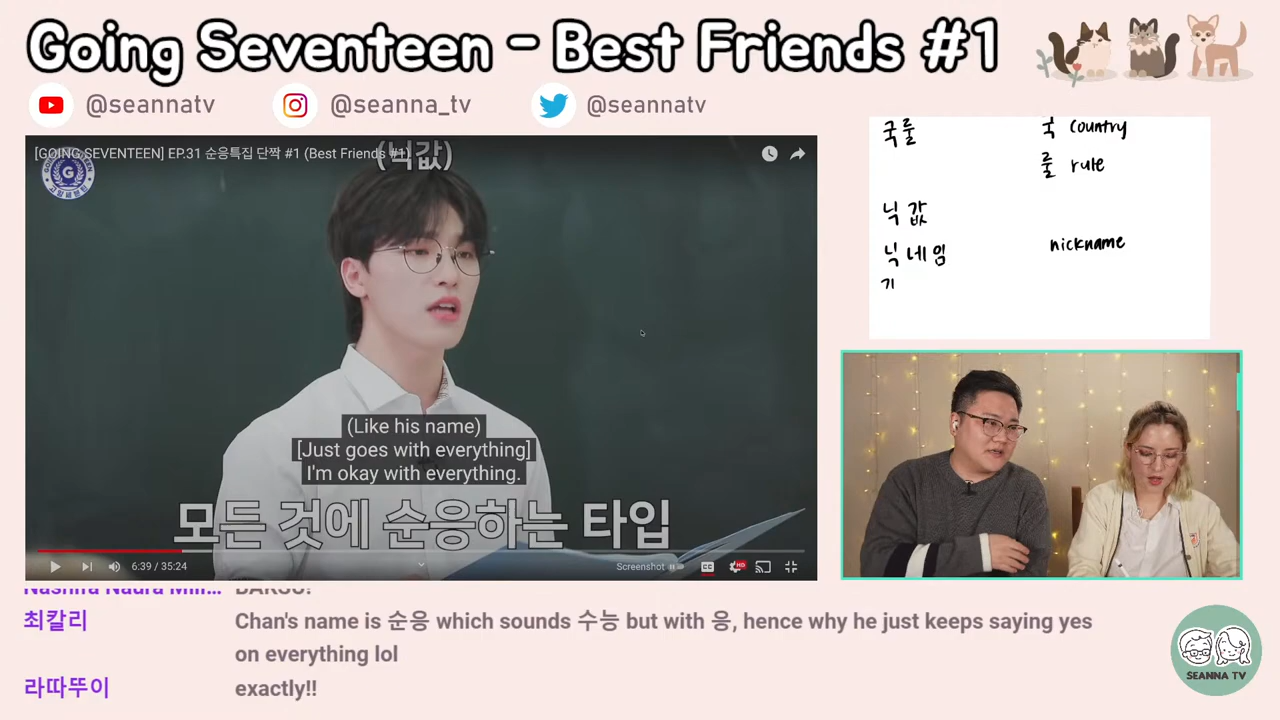 Going Seventeen - Best Friends #1
@seannatv
@seanna_tv
@seannatv
국룰
국 country
룰 rule
닉값
닉네임
nickname
기
[GOING SEVENTEEN] EP.31 순응특집 단짝 #1 (Best Friends #1)
(닉값)
(Like his name)
[Just goes with everything]
I'm okay with everything.
모든 것에 순응하는 타입
6:39 / 35:24
Screenshot
CC
HD
최칼리
Chan's name is 순응 which sounds 수능 but with 응, hence why he just keeps saying yes
on everything lol
라따뚜이
exactly!!
SEANNA TV